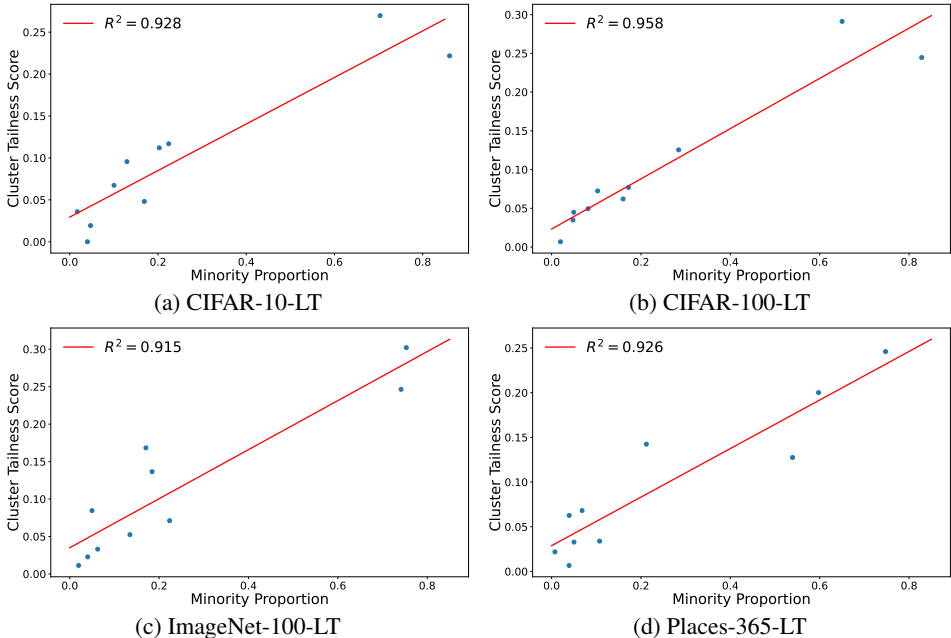 R² = 0.928
0.25
0.20
0.15
0.10
0.05
0.00
Cluster Tailness Score
0.0 0.2 0.4 0.6 0.8
Minority Proportion
(a) CIFAR-10-LT
R² = 0.958
0.30
0.25
0.20
0.15
0.10
0.05
0.00
Cluster Tailness Score
0.0 0.2 0.4 0.6 0.8
Minority Proportion
(b) CIFAR-100-LT
R² = 0.915
0.30
0.25
0.20
0.15
0.10
0.05
0.00
Cluster Tailness Score
0.0 0.2 0.4 0.6 0.8
Minority Proportion
(c) ImageNet-100-LT
R² = 0.926
0.25
0.20
0.15
0.10
0.05
0.00
Cluster Tailness Score
0.0 0.2 0.4 0.6 0.8
Minority Proportion
(d) Places-365-LT